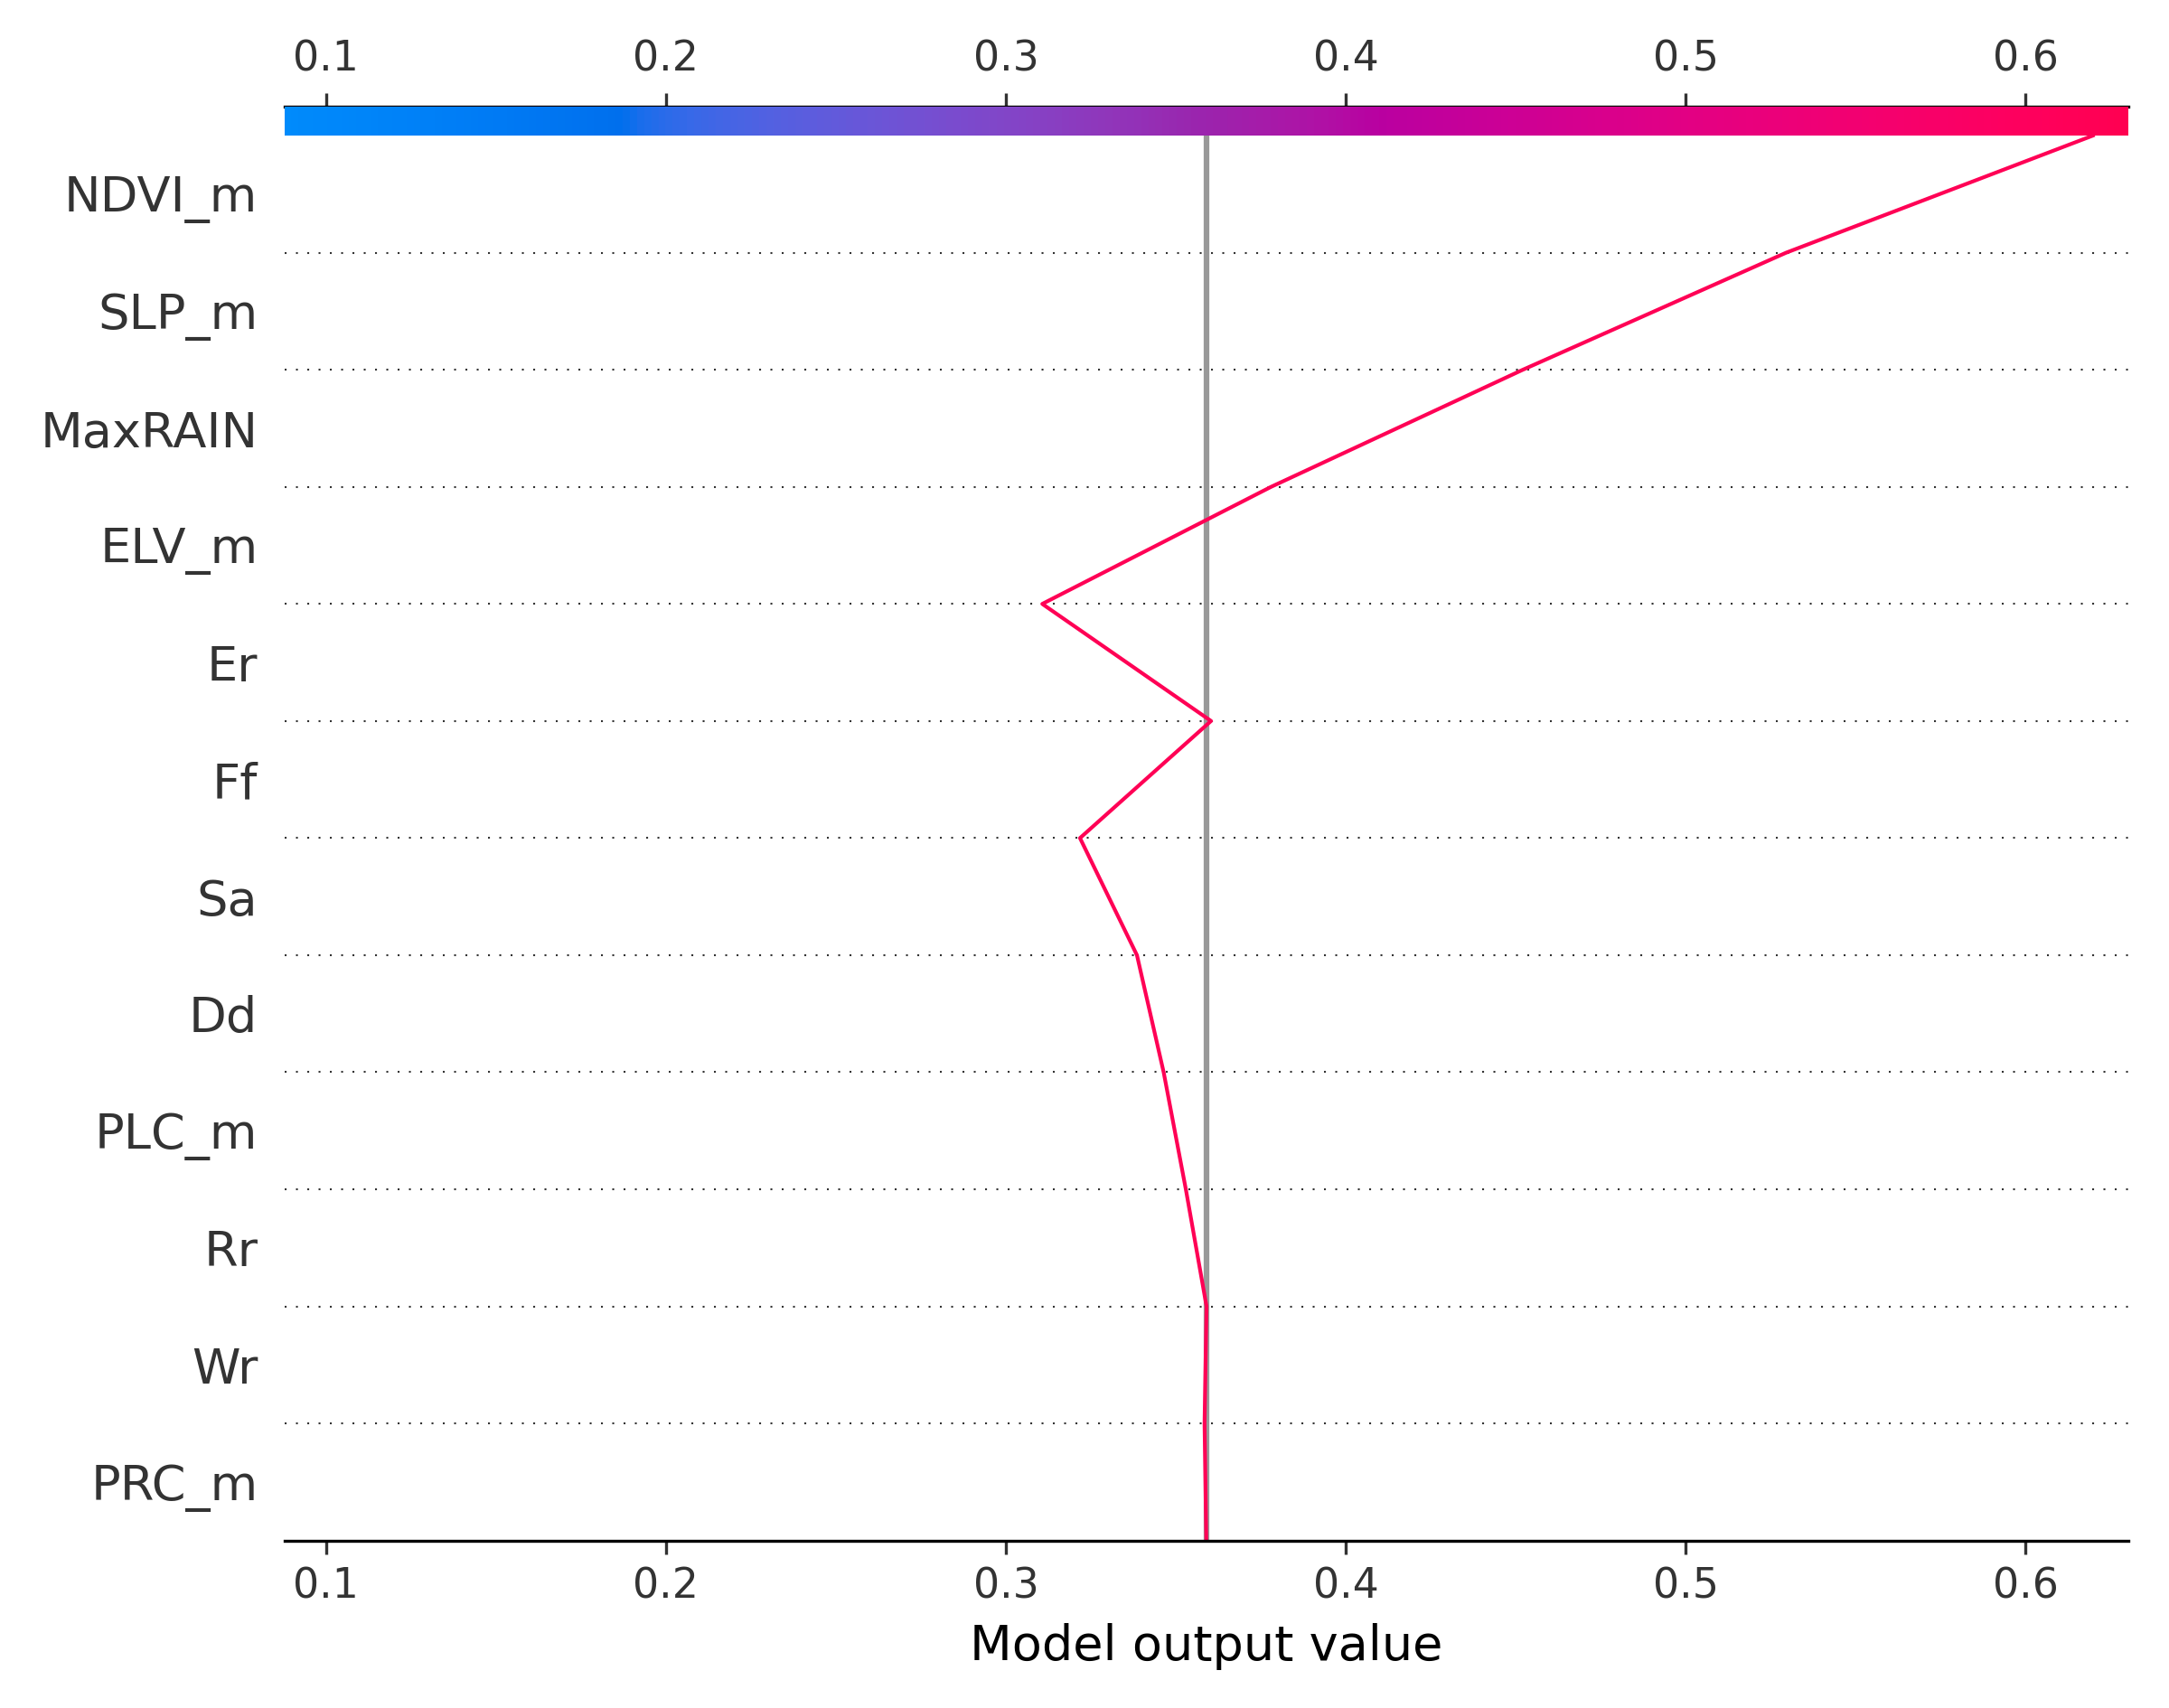 0.1 0.2 0.3 0.4 0.5 0.6
NDVI_m
SLP_m
MaxRAIN
ELV_m
Er
Ff
Sa
Dd
PLC_m
Rr
Wr
PRC_m
0.1 0.2 0.3 0.4 0.5 0.6
Model output value